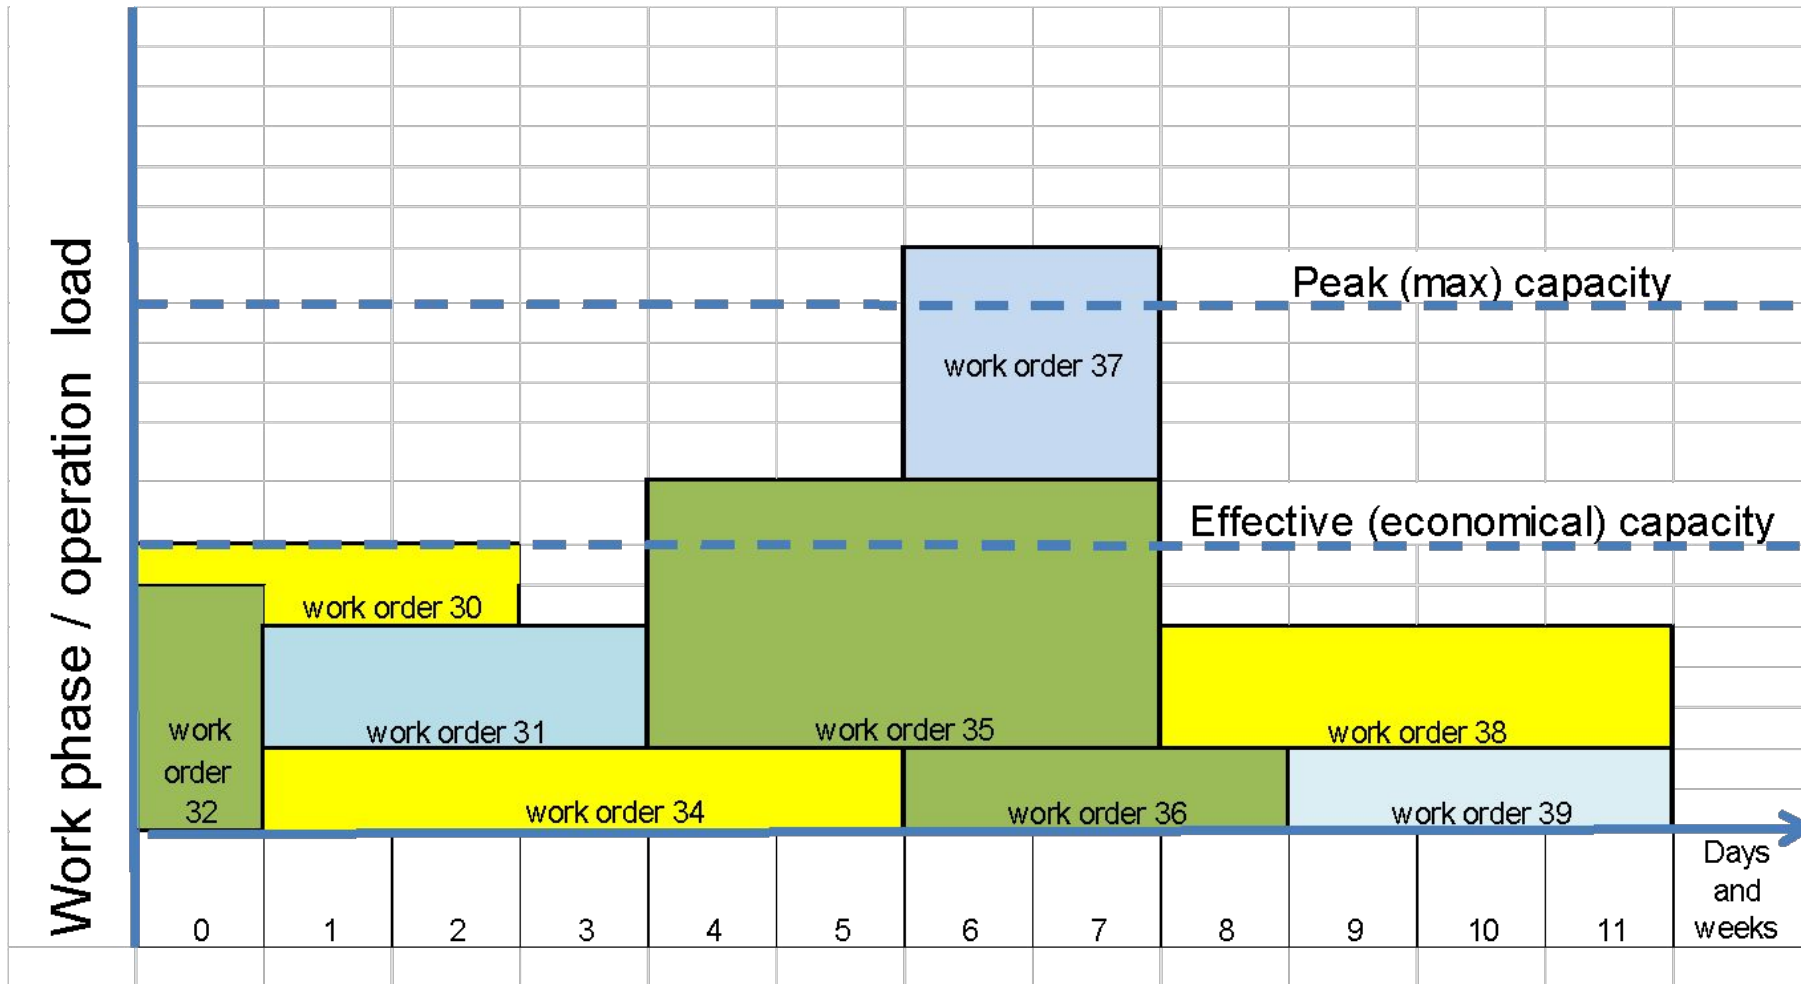 Work phase / operation load
Peak (max) capacity
work order 37
Effective (economical) capacity
work order 30
work order 31
work order 35
work order 38
work
order
32
work order 34
work order 36
work order 39
0 1 2 3 4 5 6 7 8 9 10 11
Days
and
weeks